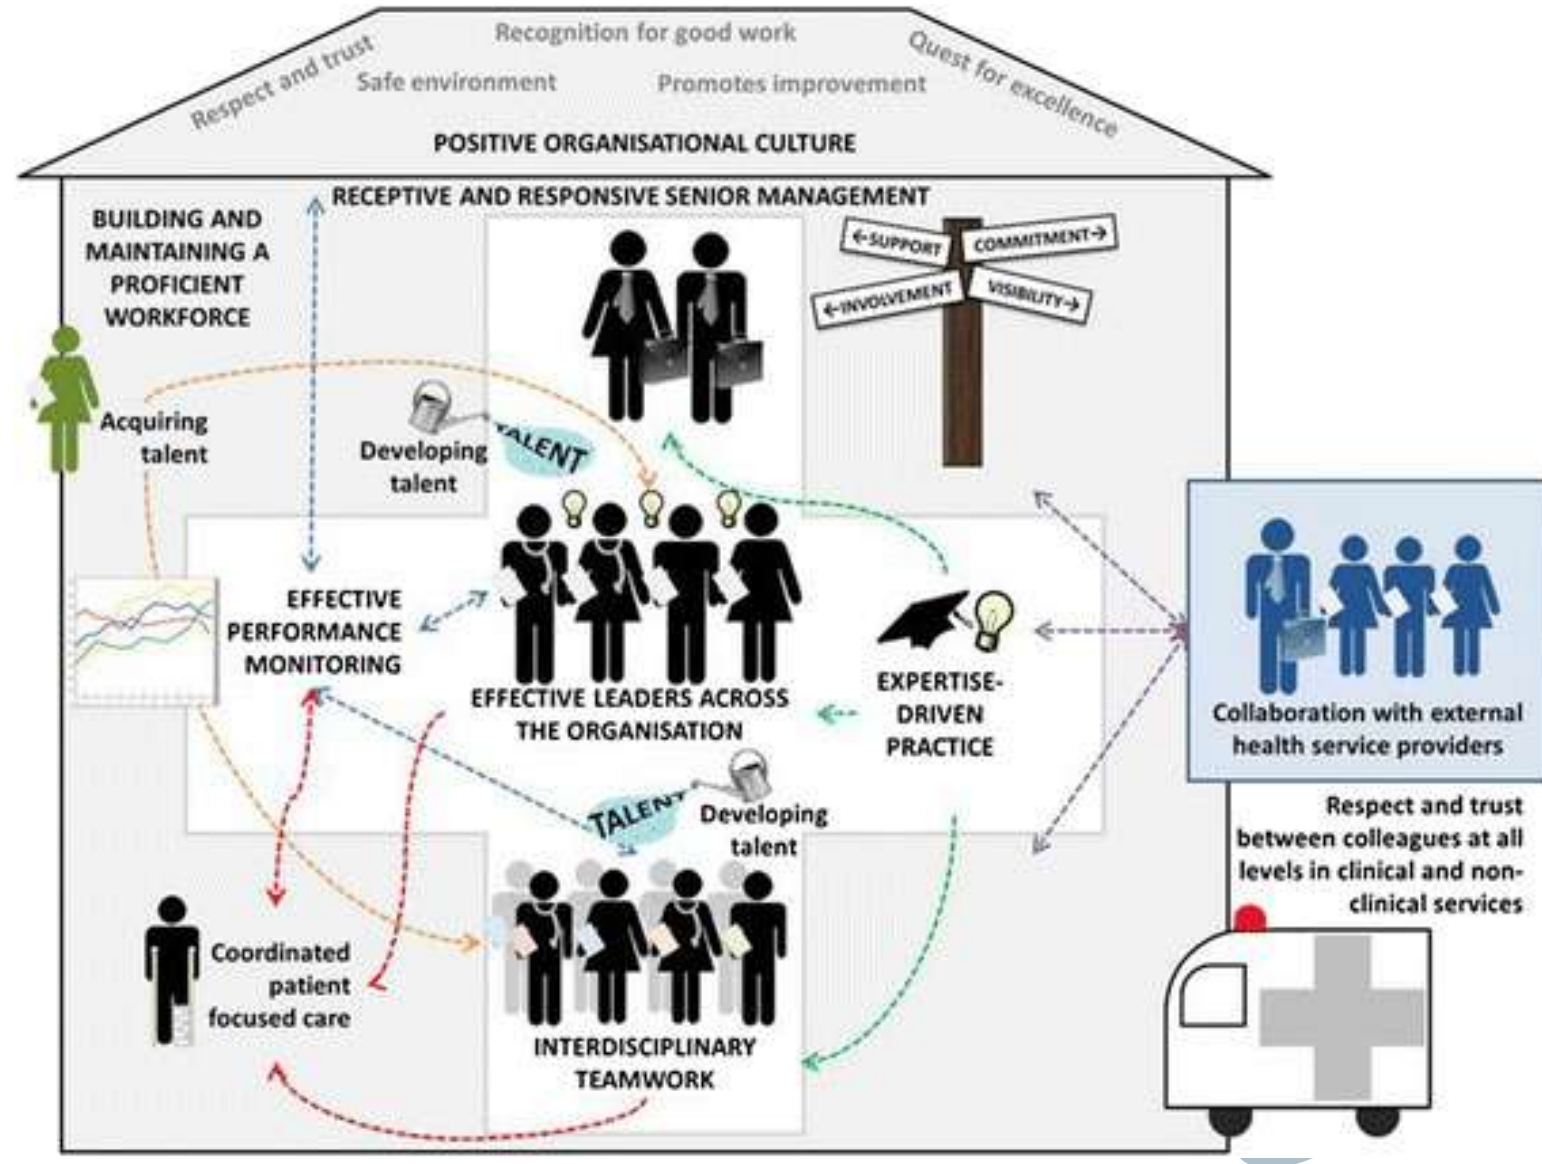 Recognition for good work
Respect and trust
Quest for excellence
Safe environment
Promotes improvement
POSITIVE ORGANISATIONAL CULTURE
RECEPTIVE AND RESPONSIVE SENIOR MANAGEMENT
BUILDING AND
MAINTAINING A
PROFICIENT
WORKFORCE
←SUPPORT
COMMITMENT→
←INVOLVEMENT
VISIBILITY→
Acquiring
talent
Developing
talent
TALENT
EFFECTIVE
PERFORMANCE
MONITORING
EFFECTIVE LEADERS ACROSS
THE ORGANISATION
EXPERTISE-
DRIVEN
PRACTICE
Collaboration with external
health service providers
TALENT
Developing
talent
Respect and trust
between colleagues at all
levels in clinical and non-
clinical services
Coordinated
patient
focused care
INTERDISCIPLINARY
TEAMWORK